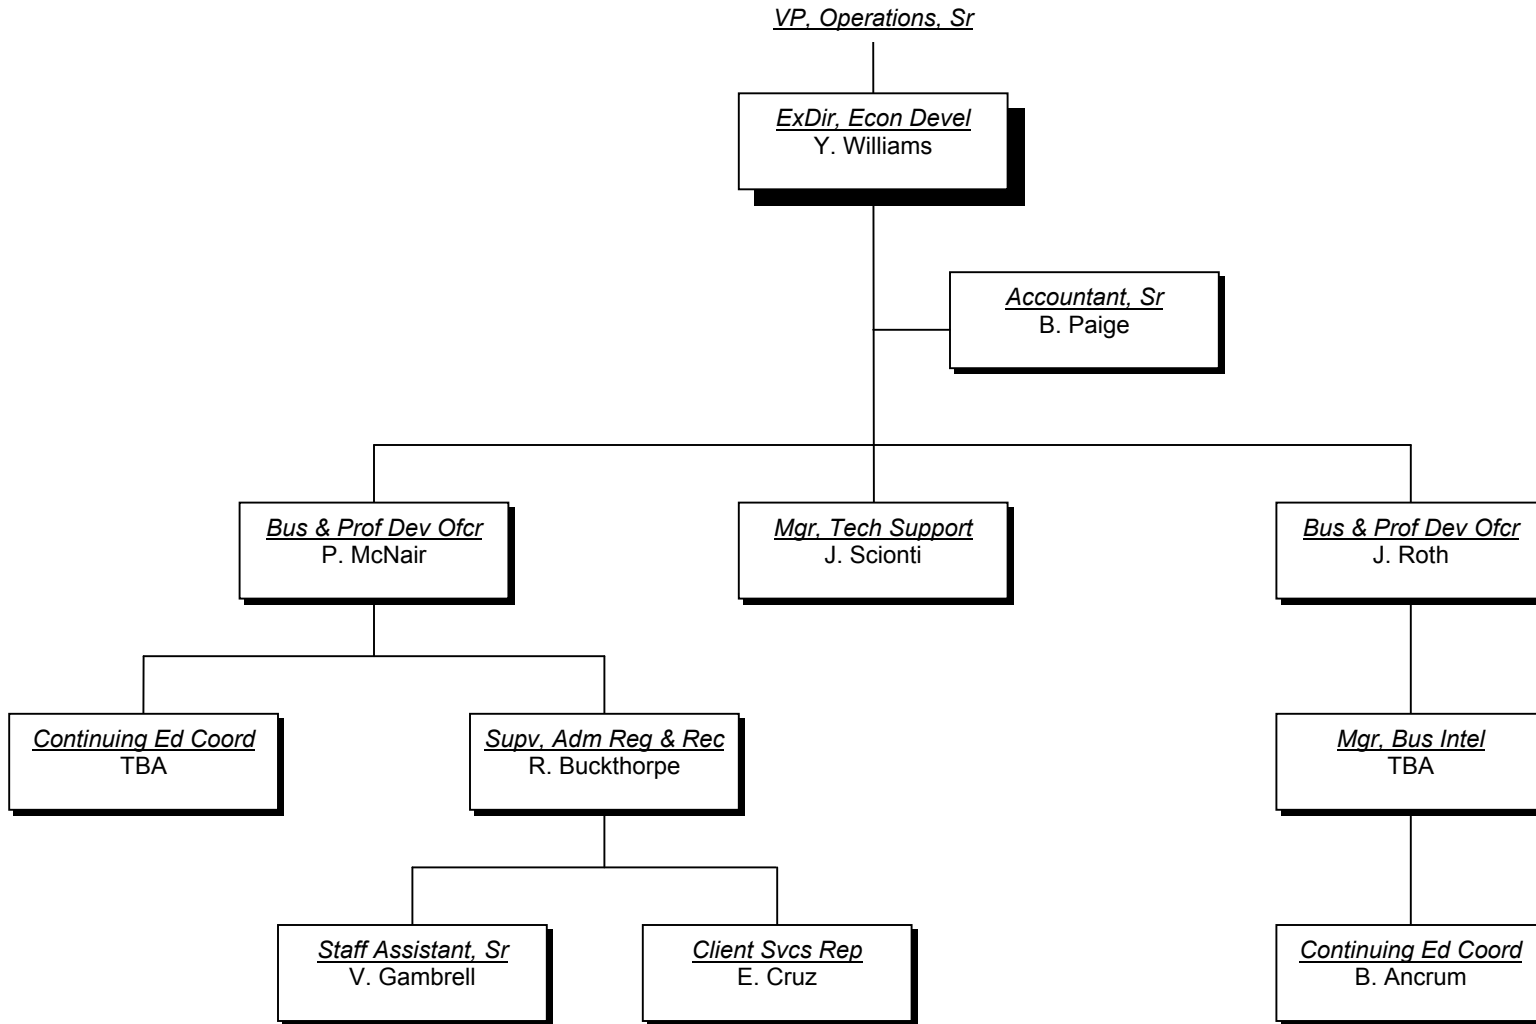 VP, Operations, Sr
ExDir, Econ Devel
Y. Williams
Accountant, Sr
B. Paige
Bus & Prof Dev Ofcr
P. McNair
Mgr, Tech Support
J. Scionti
Bus & Prof Dev Ofcr
J. Roth
Continuing Ed Coord
TBA
Supv, Adm Reg & Rec
R. Buckthorpe
Mgr, Bus Intel
TBA
Staff Assistant, Sr
V. Gambrell
Client Svcs Rep
E. Cruz
Continuing Ed Coord
B. Ancrum